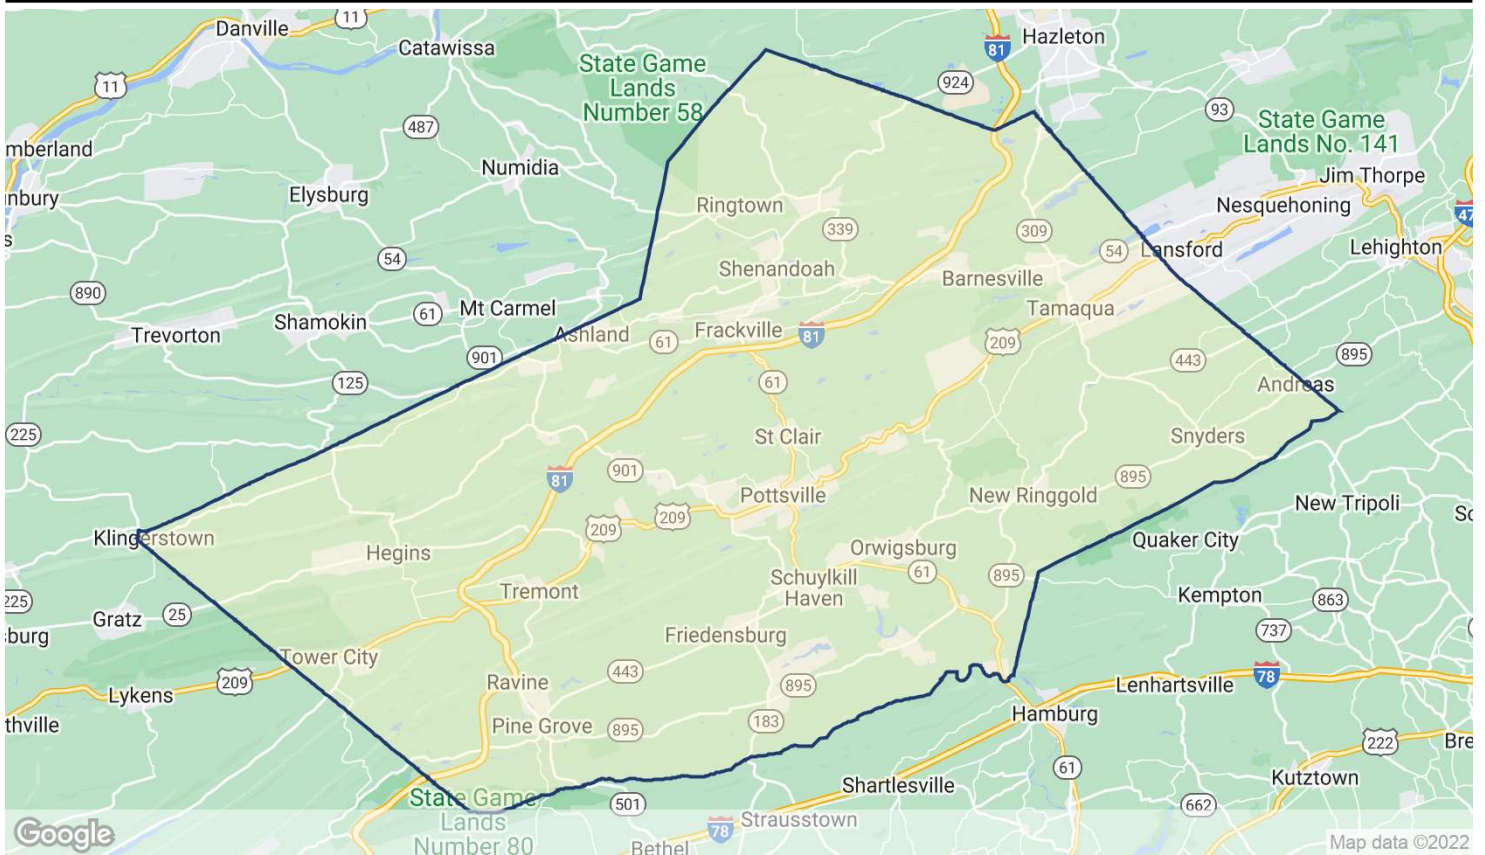 11
Danville
Catawissa
State Game
Lands
Number 58
81
Hazleton
924
11
487
93
State Game
Lands No. 141
mberland
Numidia
Jim Thorpe
Elysburg
nbury
Ringtown
Nesquehoning
47
339
309
s
54
54
Lansford
Lehighton
Shenandoah
Barnesville
890
61
Mt Carmel
Tamaqua
Trevorton
Shamokin
Ashland
61
Frackville
81
209
901
443
895
125
61
Andreas
225
St Clair
Snyders
901
81
895
Pottsville
New Ringgold
New Tripoli
Sc
209
209
Klingerstown
Hegins
Orwigsburg
Quaker City
61
895
Schuylkill
Haven
Tremont
225
Gratz
25
Kempton
863
sburg
Friedensburg
737
Tower City
443
209
Ravine
895
78
Lykens
Lenhartsville
thville
Pine Grove
895
183
Hamburg
222
Bre
61
Kutztown
Shartlesville
State Game
Lands
Number 80
501
662
78
Strausstown
Google
Bethel
Map data ©2022